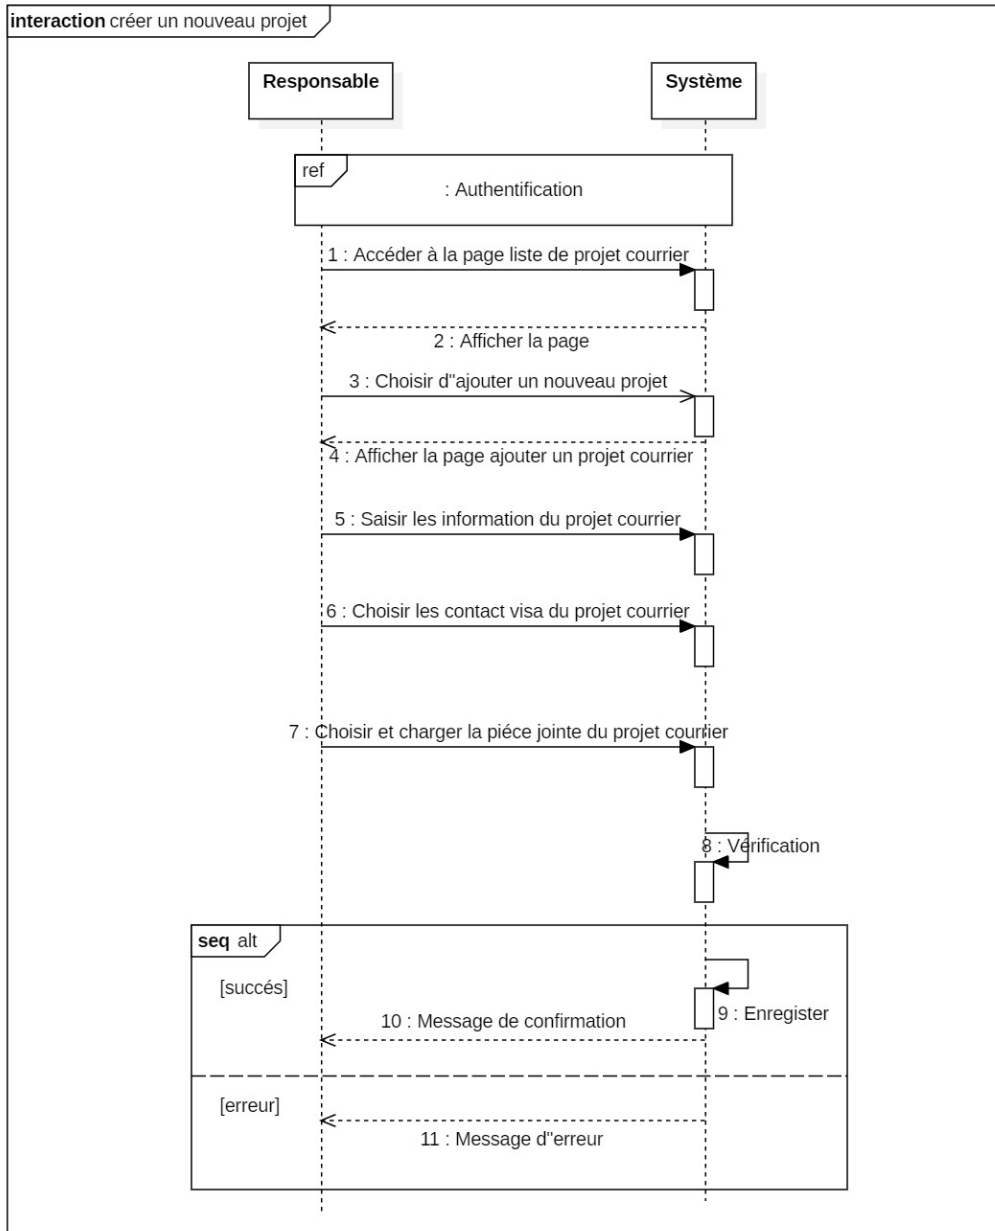 interaction créer un nouveau projet
Responsable
Système
ref
: Authentification
1 : Accéder à la page liste de projet courrier
2 : Afficher la page
3 : Choisir d"ajouter un nouveau projet
4 : Afficher la page ajouter un projet courrier
5 : Saisir les information du projet courrier
6 : Choisir les contact visa du projet courrier
7 : Choisir et charger la piéce jointe du projet courrier
8 : Vérification
seq alt
[succés]
9 : Enregister
10 : Message de confirmation
[erreur]
11 : Message d"erreur